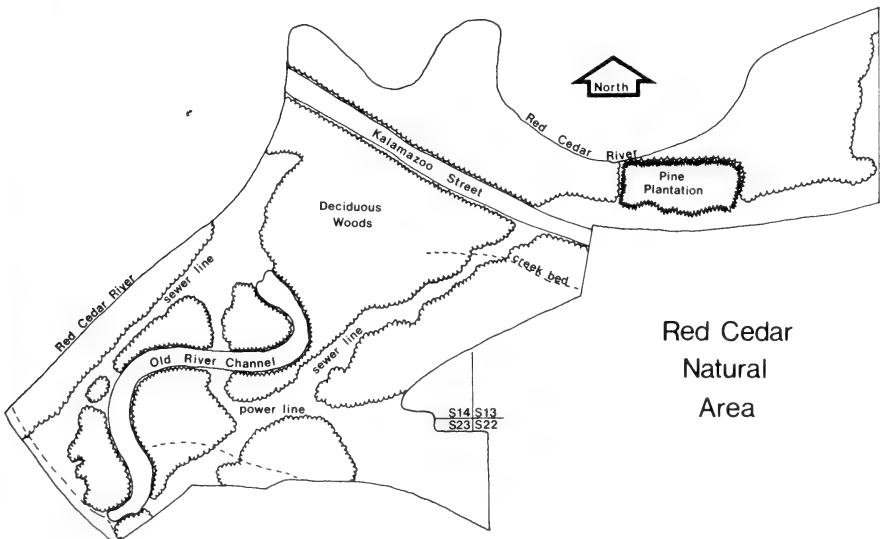 North
Red Cedar River
Kalamazoo Street
Pine
Plantation
Deciduous
Woods
creek bed
sewer line
Red Cedar River
Old River Channel
sewer line
power line
S14 S13
S23 S22
Red Cedar
Natural
Area